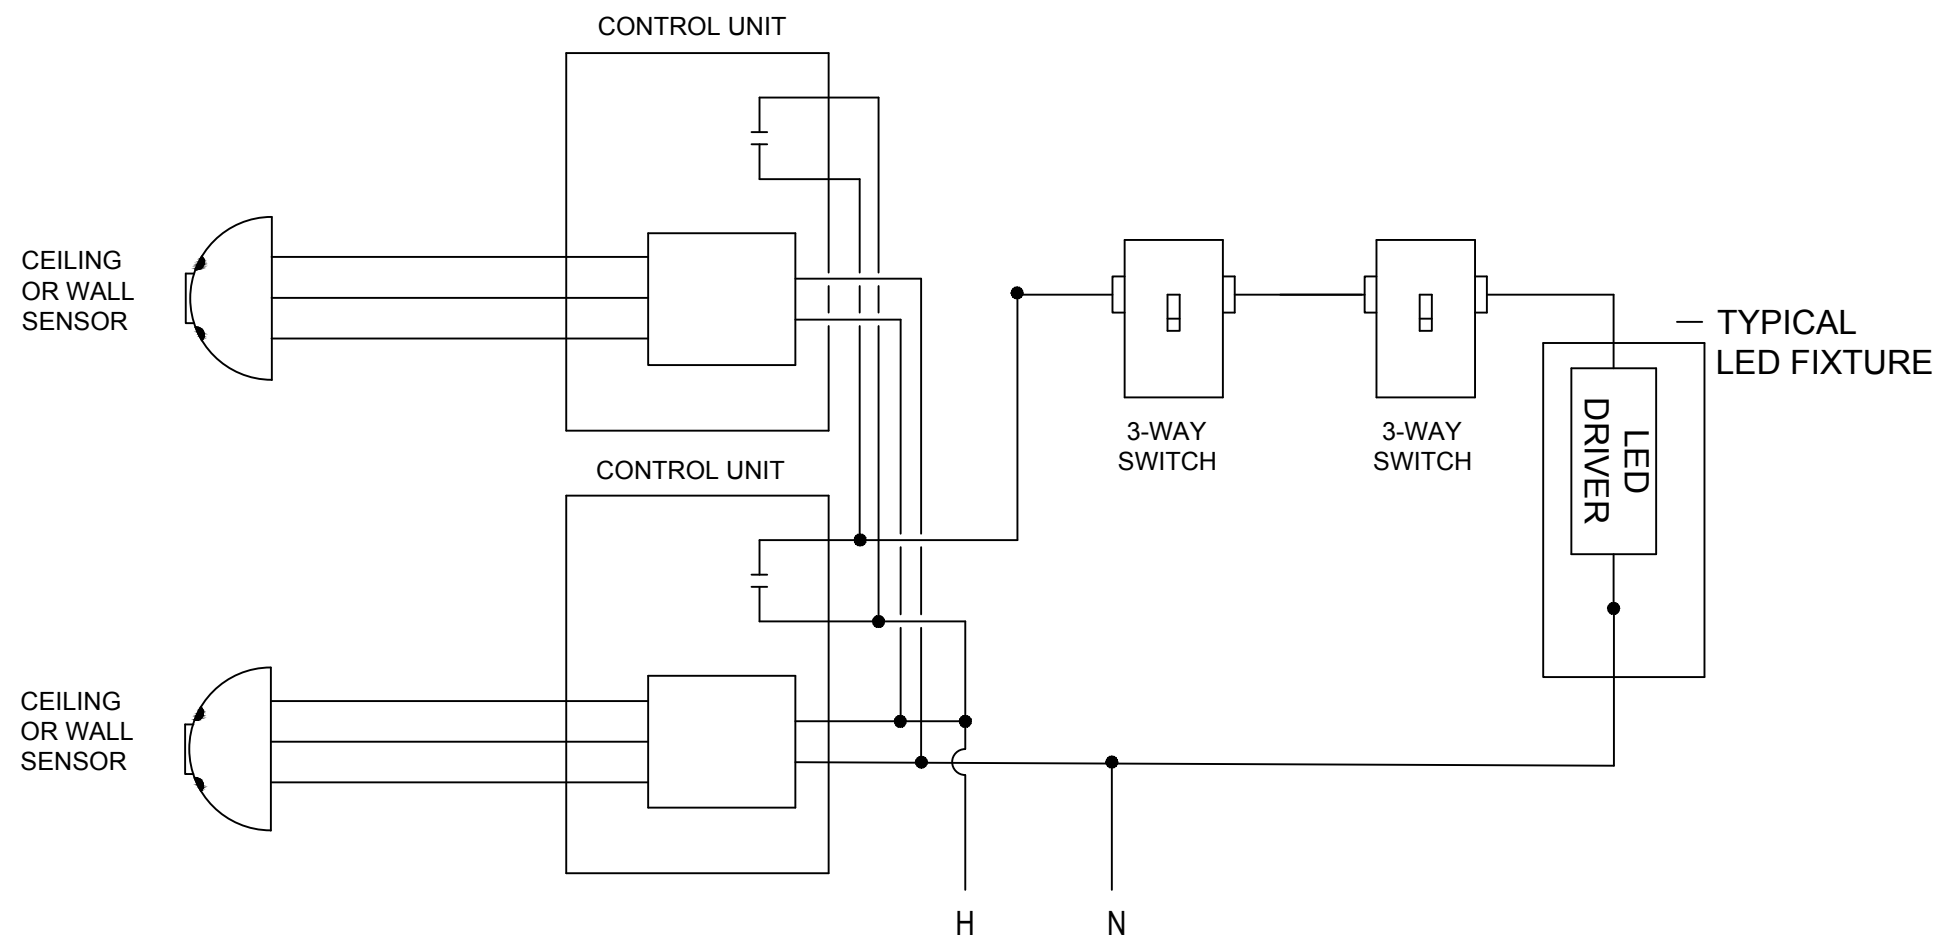 CONTROL UNIT
CEILING
OR WALL
SENSOR
3-WAY
SWITCH
3-WAY
SWITCH
TYPICAL
LED FIXTURE
LED
DRIVER
CONTROL UNIT
CEILING
OR WALL
SENSOR
H
N